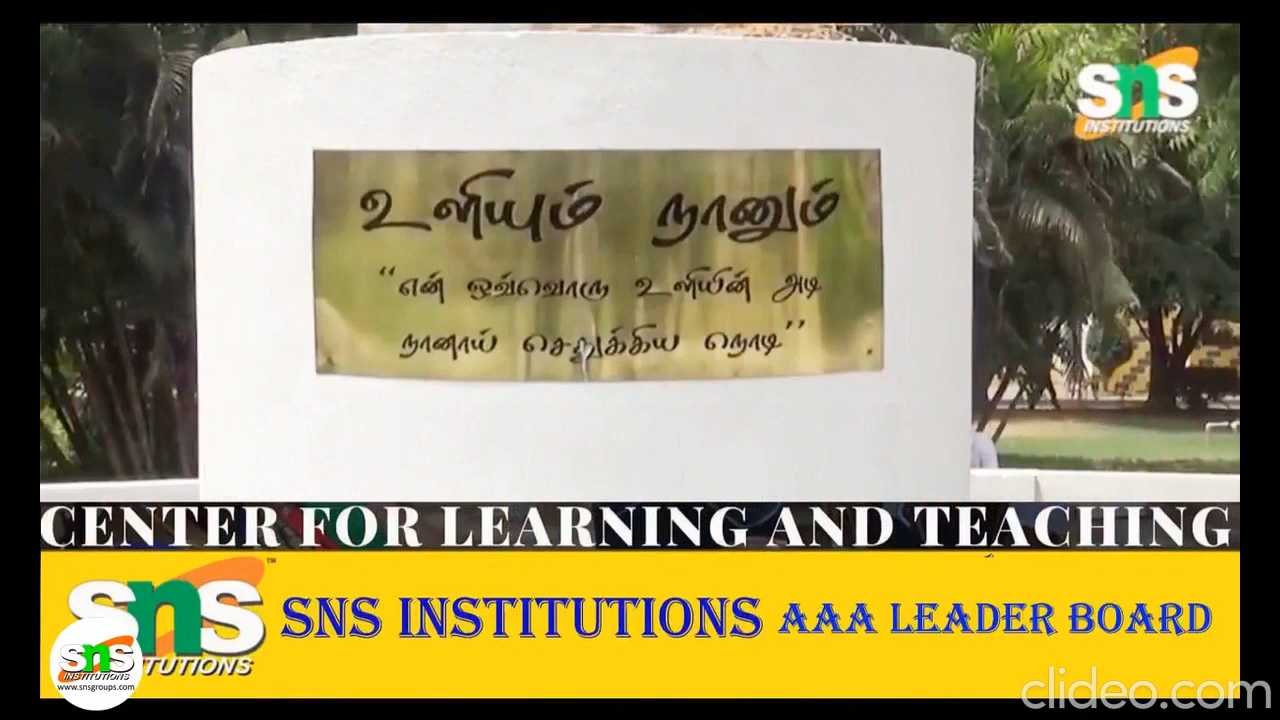 sns
INSTITUTIONS
உளியும் நானும்
“என் ஒவ்வொரு உளியின் அடி
நானாய் செதுக்கிய நொடி”
CENTER FOR LEARNING AND TEACHING
sns™
INSTITUTIONS
SNS INSTITUTIONS AAA LEADER BOARD
sns
INSTITUTIONS
www.snsgroups.com
clideo.com